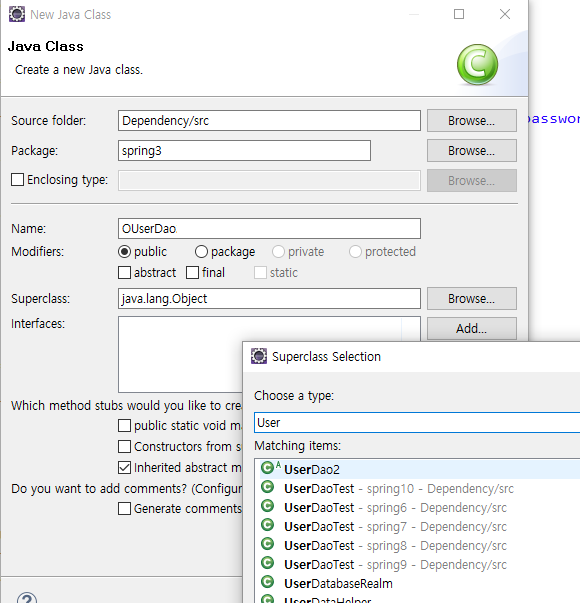 New Java Class
Java Class
Create a new Java class.
Source folder: Dependency/src Browse...
Package: spring3 Browse...
Enclosing type: Browse...
Name: OUserDao
Modifiers: public package private protected
abstract final static
Superclass: java.lang.Object Browse...
Interfaces: Add...
Which method stubs would you like to
public static void
Constructors from
Inherited abstract
Do you want to add comments?
Generate comments
Superclass Selection
Choose a type:
User
Matching items:
UserDao2
UserDaoTest - spring10 - Dependency/src
UserDaoTest - spring6 - Dependency/src
UserDaoTest - spring7 - Dependency/src
UserDaoTest - spring8 - Dependency/src
UserDaoTest - spring9 - Dependency/src
UserDatabaseRealm
UserDataHelper